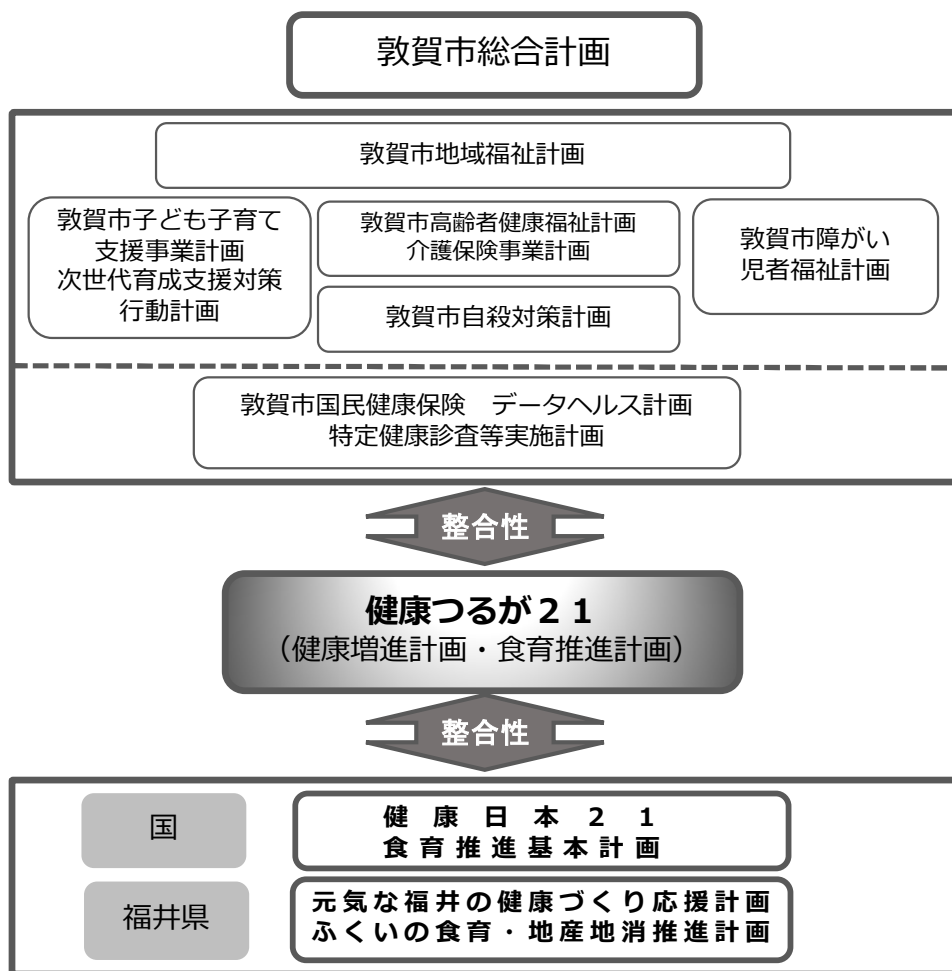 敦賀市総合計画
敦賀市地域福祉計画
敦賀市子ども子育て
支援事業計画
次世代育成支援対策
行動計画
敦賀市高齢者健康福祉計画
介護保険事業計画
敦賀市自殺対策計画
敦賀市障がい
児者福祉計画
敦賀市国民健康保険　データヘルス計画
特定健康診査等実施計画
整合性
健康つるが２１
（健康増進計画・食育推進計画）
整合性
国
健康日本２１
食育推進基本計画
福井県
元気な福井の健康づくり応援計画
ふくいの食育・地産地消推進計画